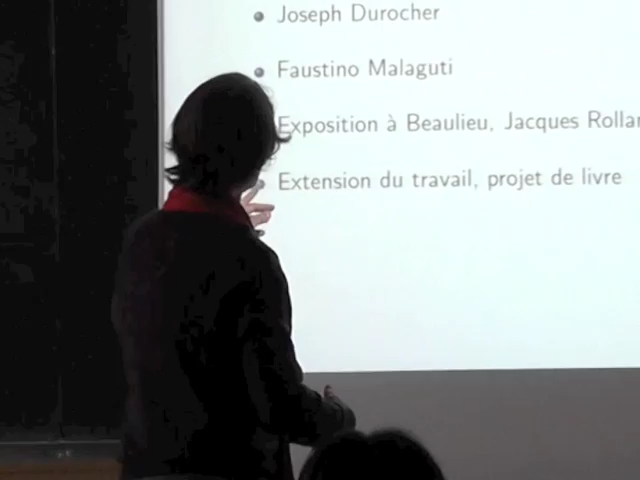 Joseph Durocher
Faustino Malaguti
Exposition à Beaulieu, Jacques
Extension du travail, projet de livre